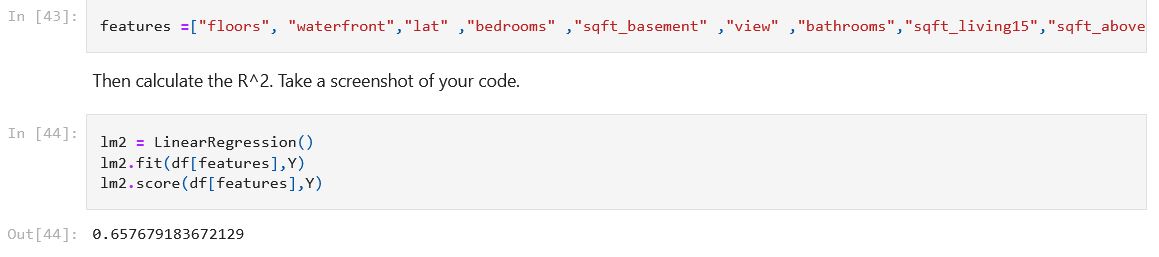 In [43]:
features =["floors", "waterfront","lat" ,"bedrooms" ,"sqft_basement" ,"view" ,"bathrooms","sqft_living15","sqft_above
Then calculate the R^2. Take a screenshot of your code.
In [44]:
lm2 = LinearRegression()
lm2.fit(df[features],Y)
lm2.score(df[features],Y)
Out[44]: 0.657679183672129